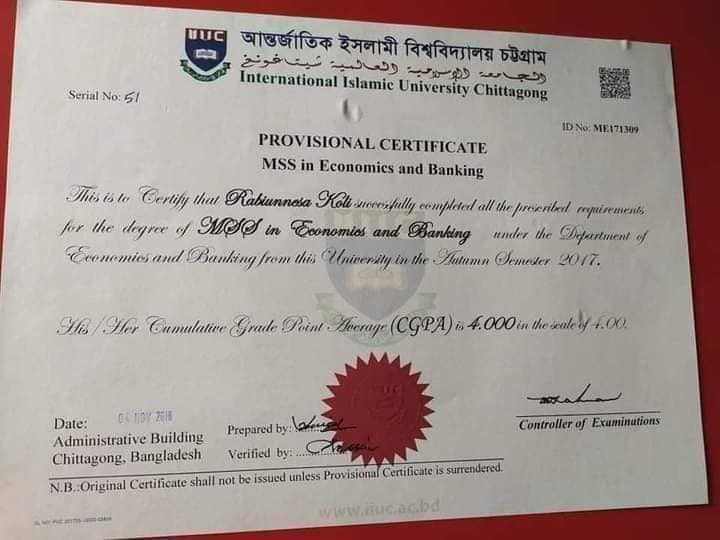 IIUC
আন্তর্জাতিক ইসলামী বিশ্ববিদ্যালয় চট্টগ্রাম
الجامعة الإسلامية العالمية شيتاغونغ
International Islamic University Chittagong
Serial No: 51
ID No: ME171309
PROVISIONAL CERTIFICATE
MSS in Economics and Banking
This is to Certify that Rabiunnesa Koli successfully completed all the prescribed requirements
for the degree of MSS in Economics and Banking under the Department of
Economics and Banking from this University in the Autumn Semester 2017.
His / Her Cumulative Grade Point Average (CGPA) is 4.000 in the scale of 4.00.
Date: NOV
Administrative Building
Chittagong, Bangladesh
Prepared by:
Verified by:
Controller of Examinations
N.B.:Original Certificate shall not be issued unless Provisional Certificate is surrendered.
www.iiuc.ac.bd